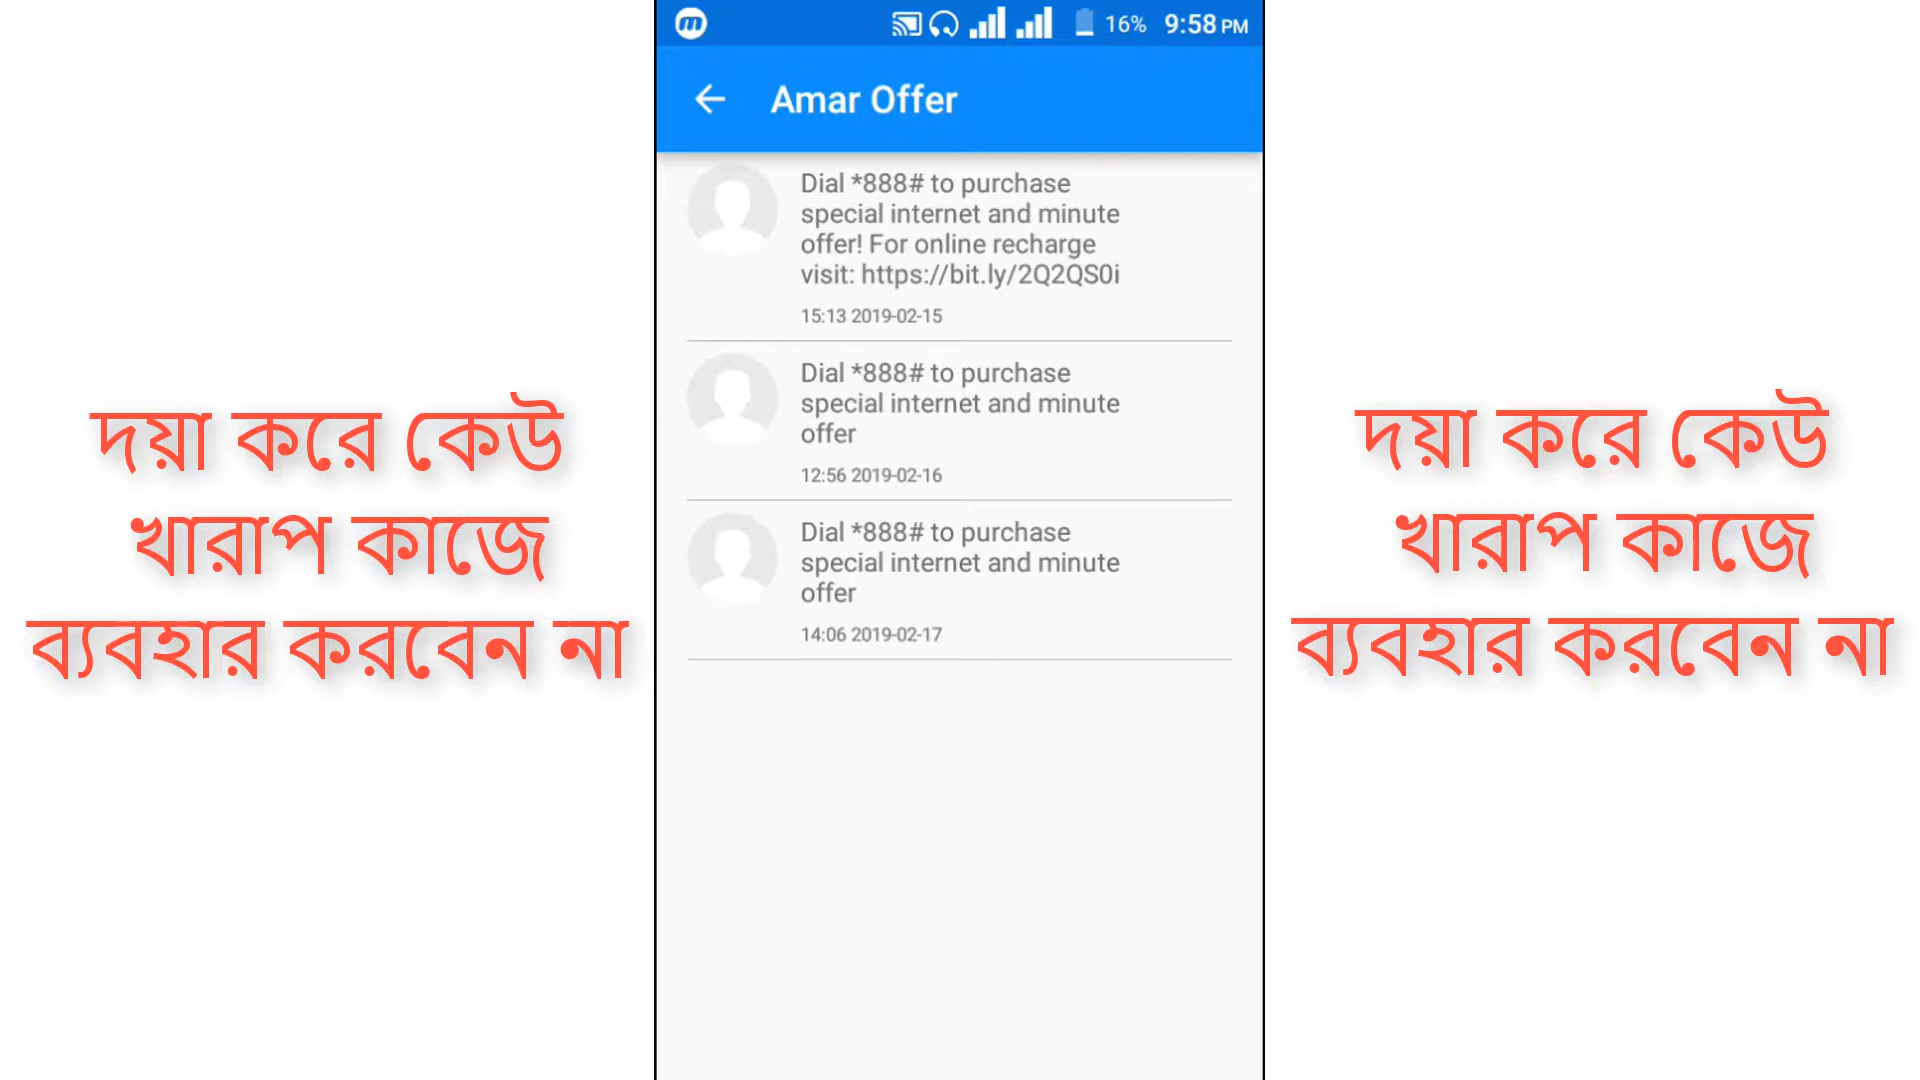 16% 9:58 PM
Amar Offer
Dial *888# to purchase
special internet and minute
offer! For online recharge
visit: https://bit.ly/2Q2QS0i
15:13 2019-02-15
Dial *888# to purchase
special internet and minute
offer
12:56 2019-02-16
Dial *888# to purchase
special internet and minute
offer
14:06 2019-02-17
দয়া করে কেউ
খারাপ কাজে
ব্যবহার করবেন না
দয়া করে কেউ
খারাপ কাজে
ব্যবহার করবেন না